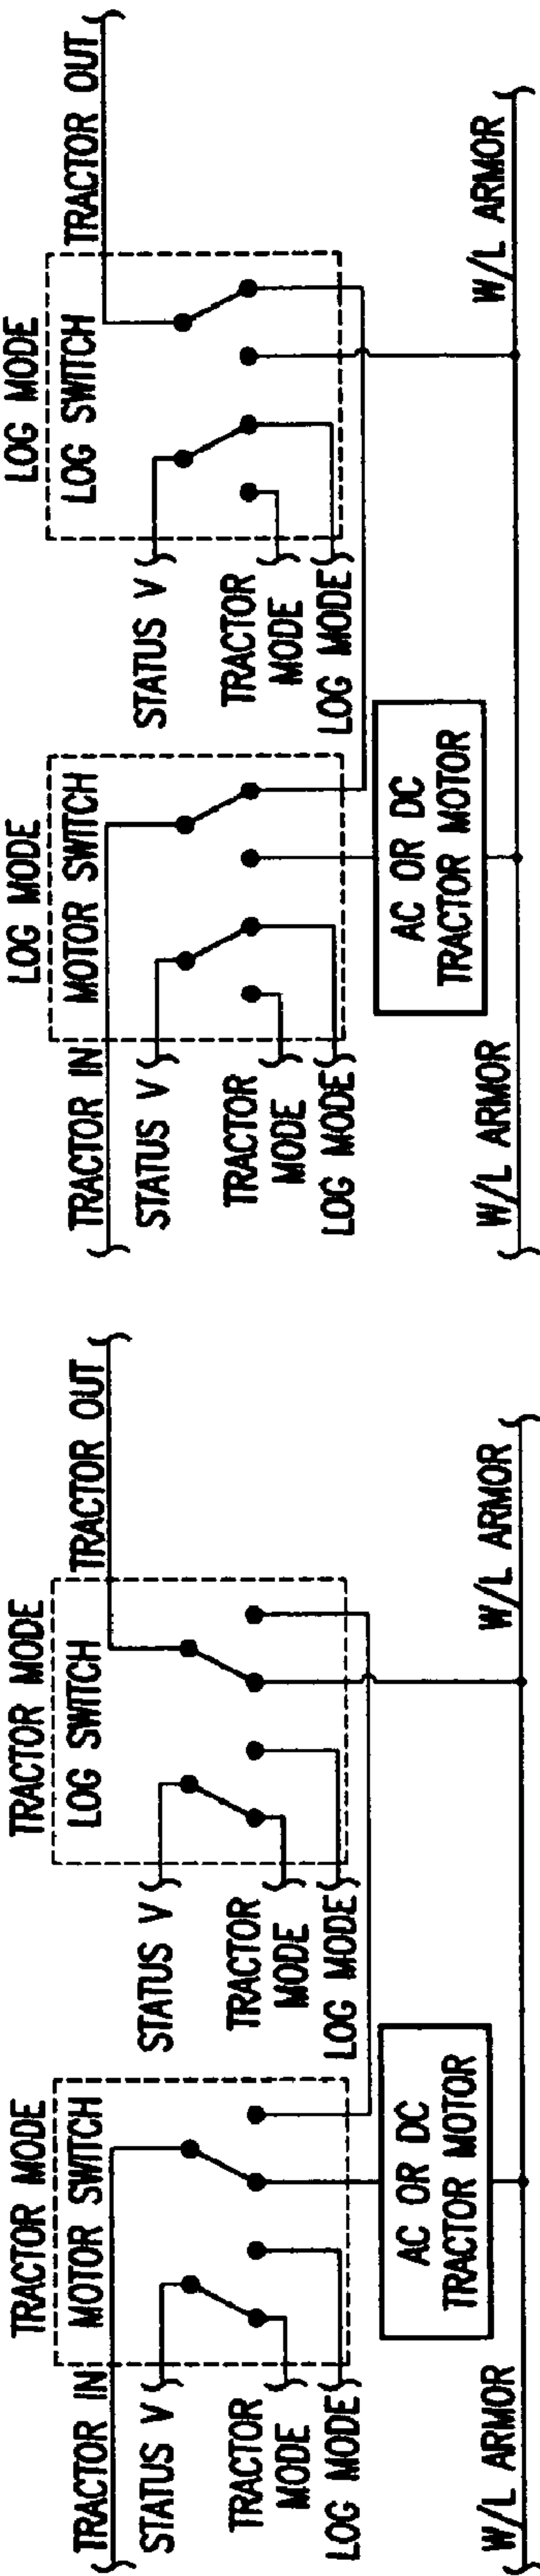 TRACTOR MODE
MOTOR SWITCH
TRACTOR IN
STATUS V
TRACTOR
MODE
LOG MODE
AC OR DC
TRACTOR MOTOR
W/L ARMOR
TRACTOR MODE
LOG SWITCH
TRACTOR OUT
STATUS V
TRACTOR
MODE
LOG MODE
W/L ARMOR
LOG MODE
MOTOR SWITCH
TRACTOR IN
STATUS V
TRACTOR
MODE
LOG MODE
AC OR DC
TRACTOR MOTOR
W/L ARMOR
LOG MODE
LOG SWITCH
TRACTOR OUT
STATUS V
TRACTOR
MODE
LOG MODE
W/L ARMOR